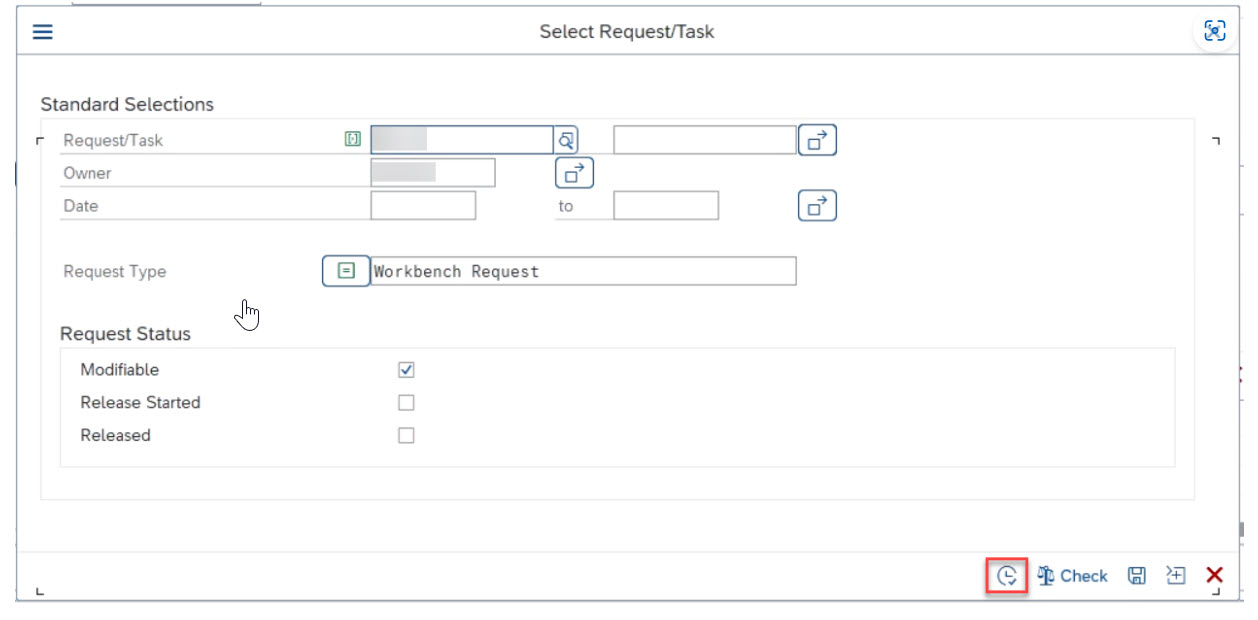 Select Request/Task
Standard Selections
Request/Task
Owner
Date to
Request Type Workbench Request
Request Status
Modifiable
Release Started
Released
Check